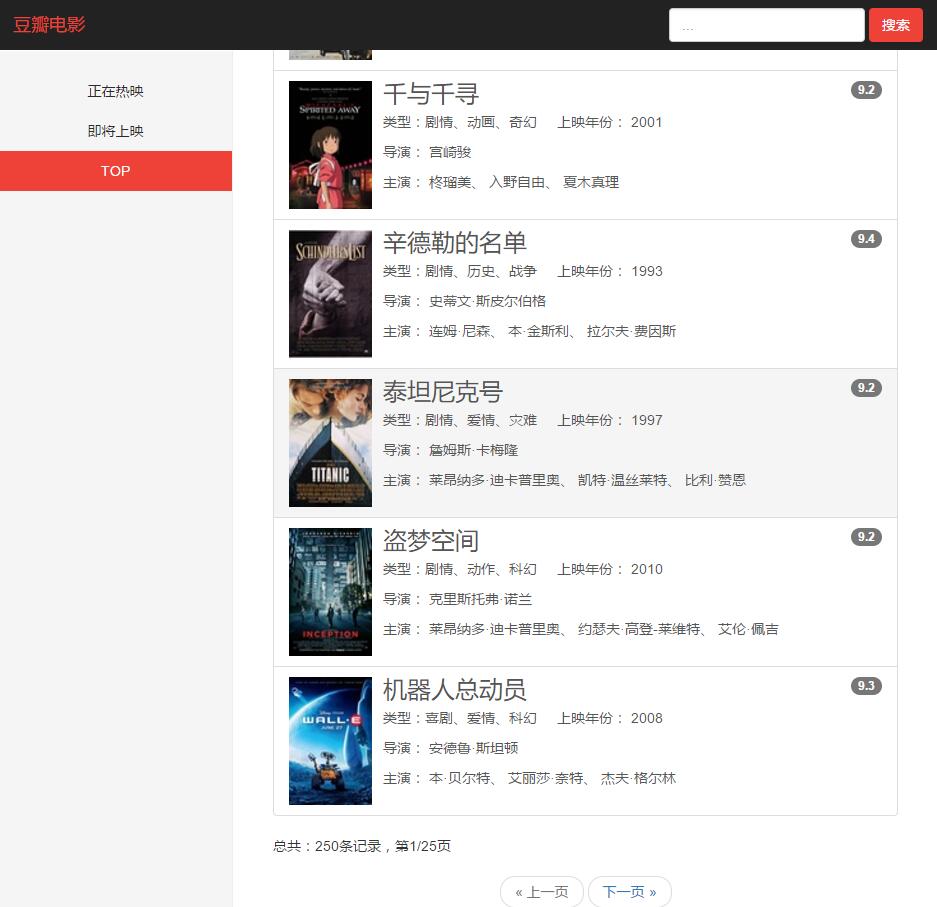 豆瓣电影
...
搜索
正在热映
即将上映
TOP
SPIRITED AWAY
千与千寻
9.2
类型：剧情、动画、奇幻 上映年份： 2001
导演： 宫崎骏
主演： 柊瑠美、 入野自由、 夏木真理
SCHINDLER'S LIST
辛德勒的名单
9.4
类型：剧情、历史、战争 上映年份： 1993
导演： 史蒂文·斯皮尔伯格
主演： 连姆·尼森、 本·金斯利、 拉尔夫·费因斯
TITANIC
泰坦尼克号
9.2
类型：剧情、爱情、灾难 上映年份： 1997
导演： 詹姆斯·卡梅隆
主演： 莱昂纳多·迪卡普里奥、 凯特·温丝莱特、 比利·赞恩
INCEPTION
盗梦空间
9.2
类型：剧情、动作、科幻 上映年份： 2010
导演： 克里斯托弗·诺兰
主演： 莱昂纳多·迪卡普里奥、 约瑟夫·高登-莱维特、 艾伦·佩吉
WALL·E
JUNE 27
机器人总动员
9.3
类型：喜剧、爱情、科幻 上映年份： 2008
导演： 安德鲁·斯坦顿
主演： 本·贝尔特、 艾丽莎·奈特、 杰夫·格尔林
总共：250条记录，第1/25页
« 上一页
下一页 »